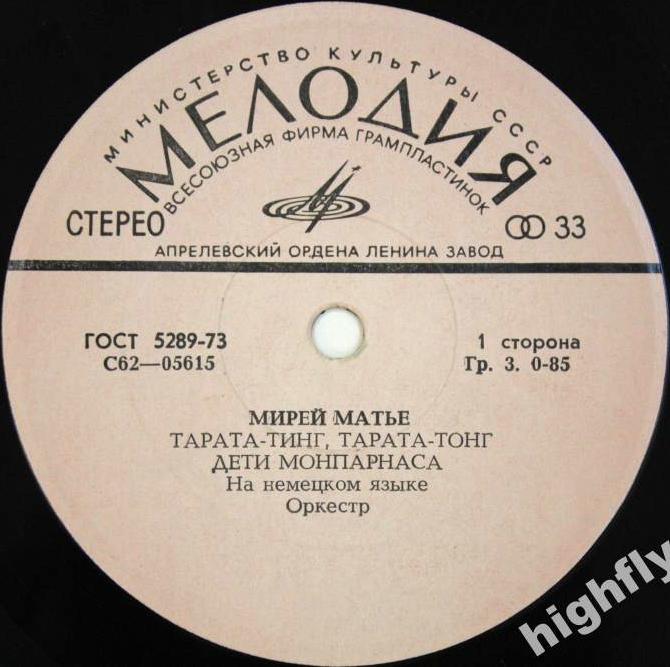 МИНИСТЕРСТВО КУЛЬТУРЫ СССР
МЕЛОДИЯ
ВСЕСОЮЗНАЯ ФИРМА ГРАМПЛАСТИНОК
СТЕРЕО
33
АПРЕЛЕВСКИЙ ОРДЕНА ЛЕНИНА ЗАВОД
ГОСТ 5289-73
1 сторона
С62—05615
Гр. 3. 0-85
МИРЕЙ МАТЬЕ
ТАРАТА-ТИНГ, ТАРАТА-ТОНГ
ДЕТИ МОНПАРНАСА
На немецком языке
Оркестр
highfly